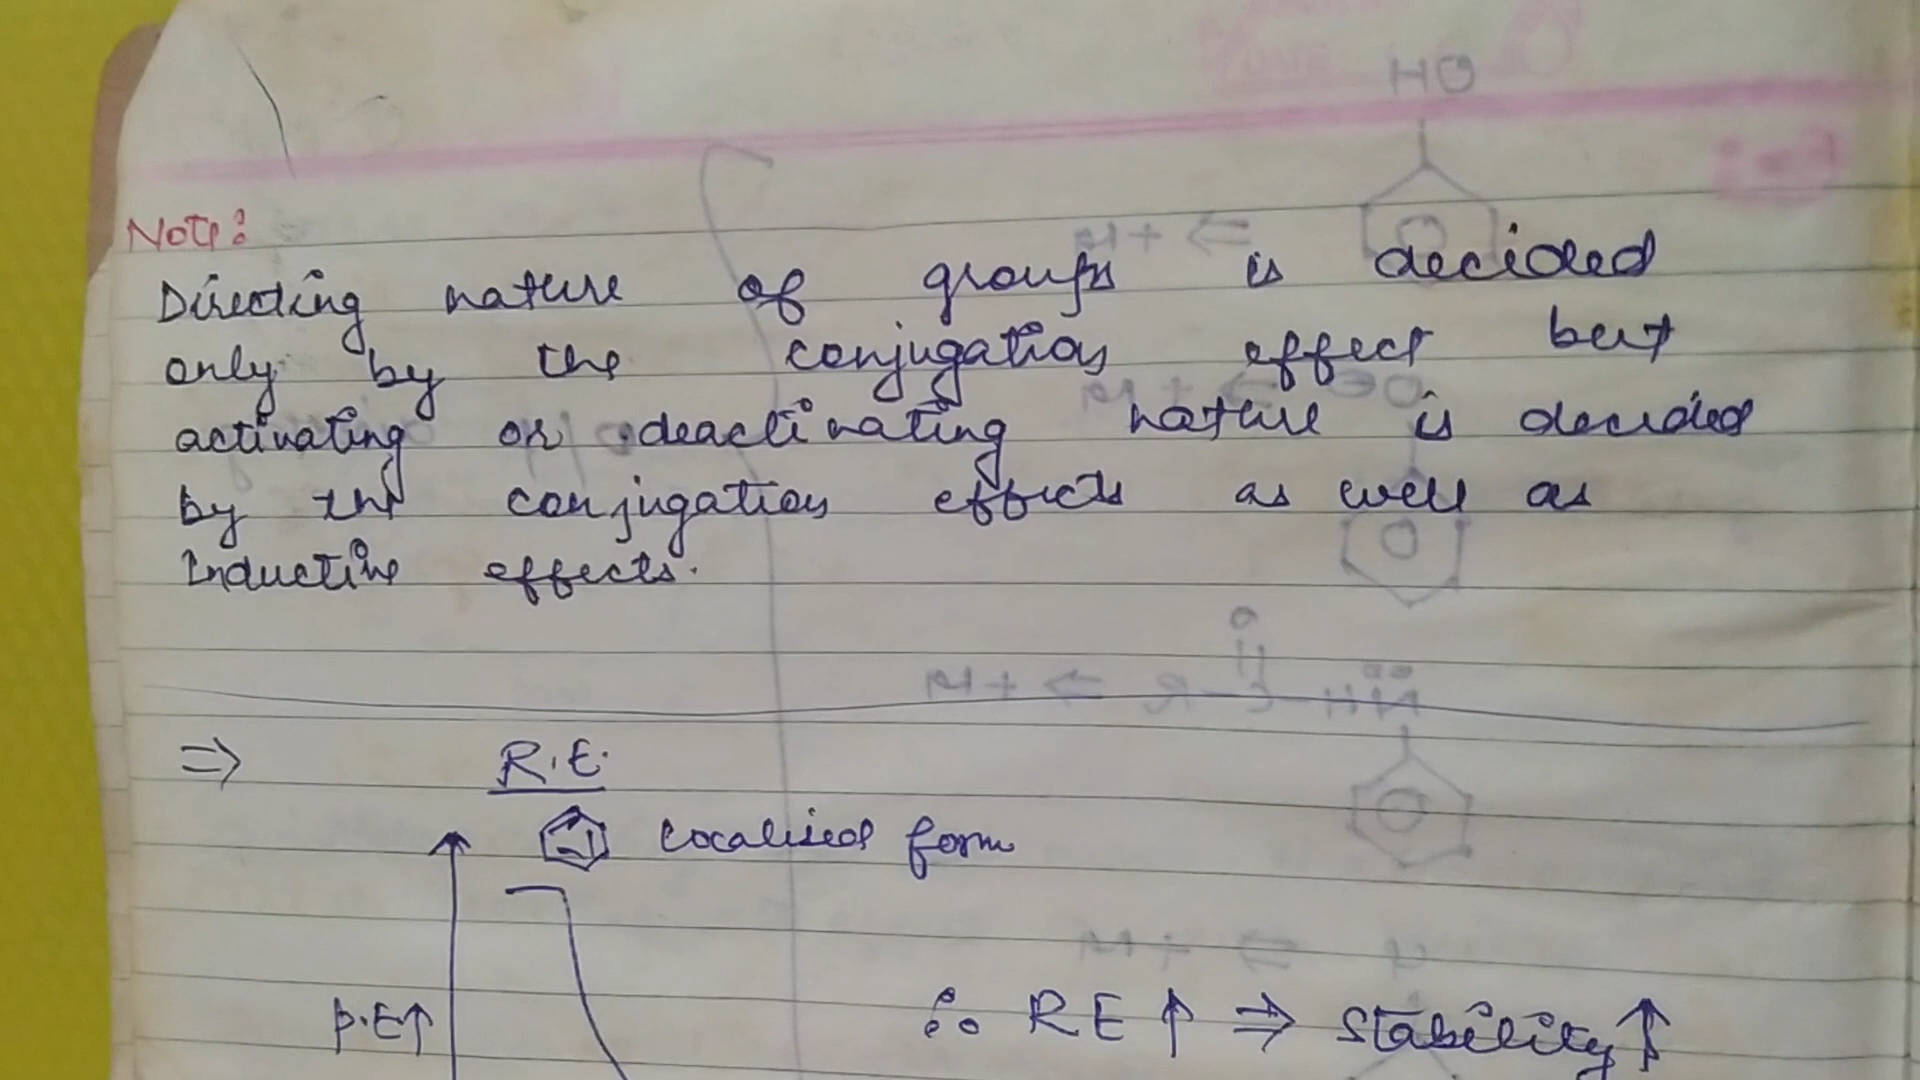 Note:
Directing nature of groups is decided
only by the conjugation effect but
activating or deactivating nature is decided
by the conjugation effects as well as
Inductive effects.
⇒ R.E.
Localised form
P.E↑
∴ RE ↑ ⇒ Stability ↑